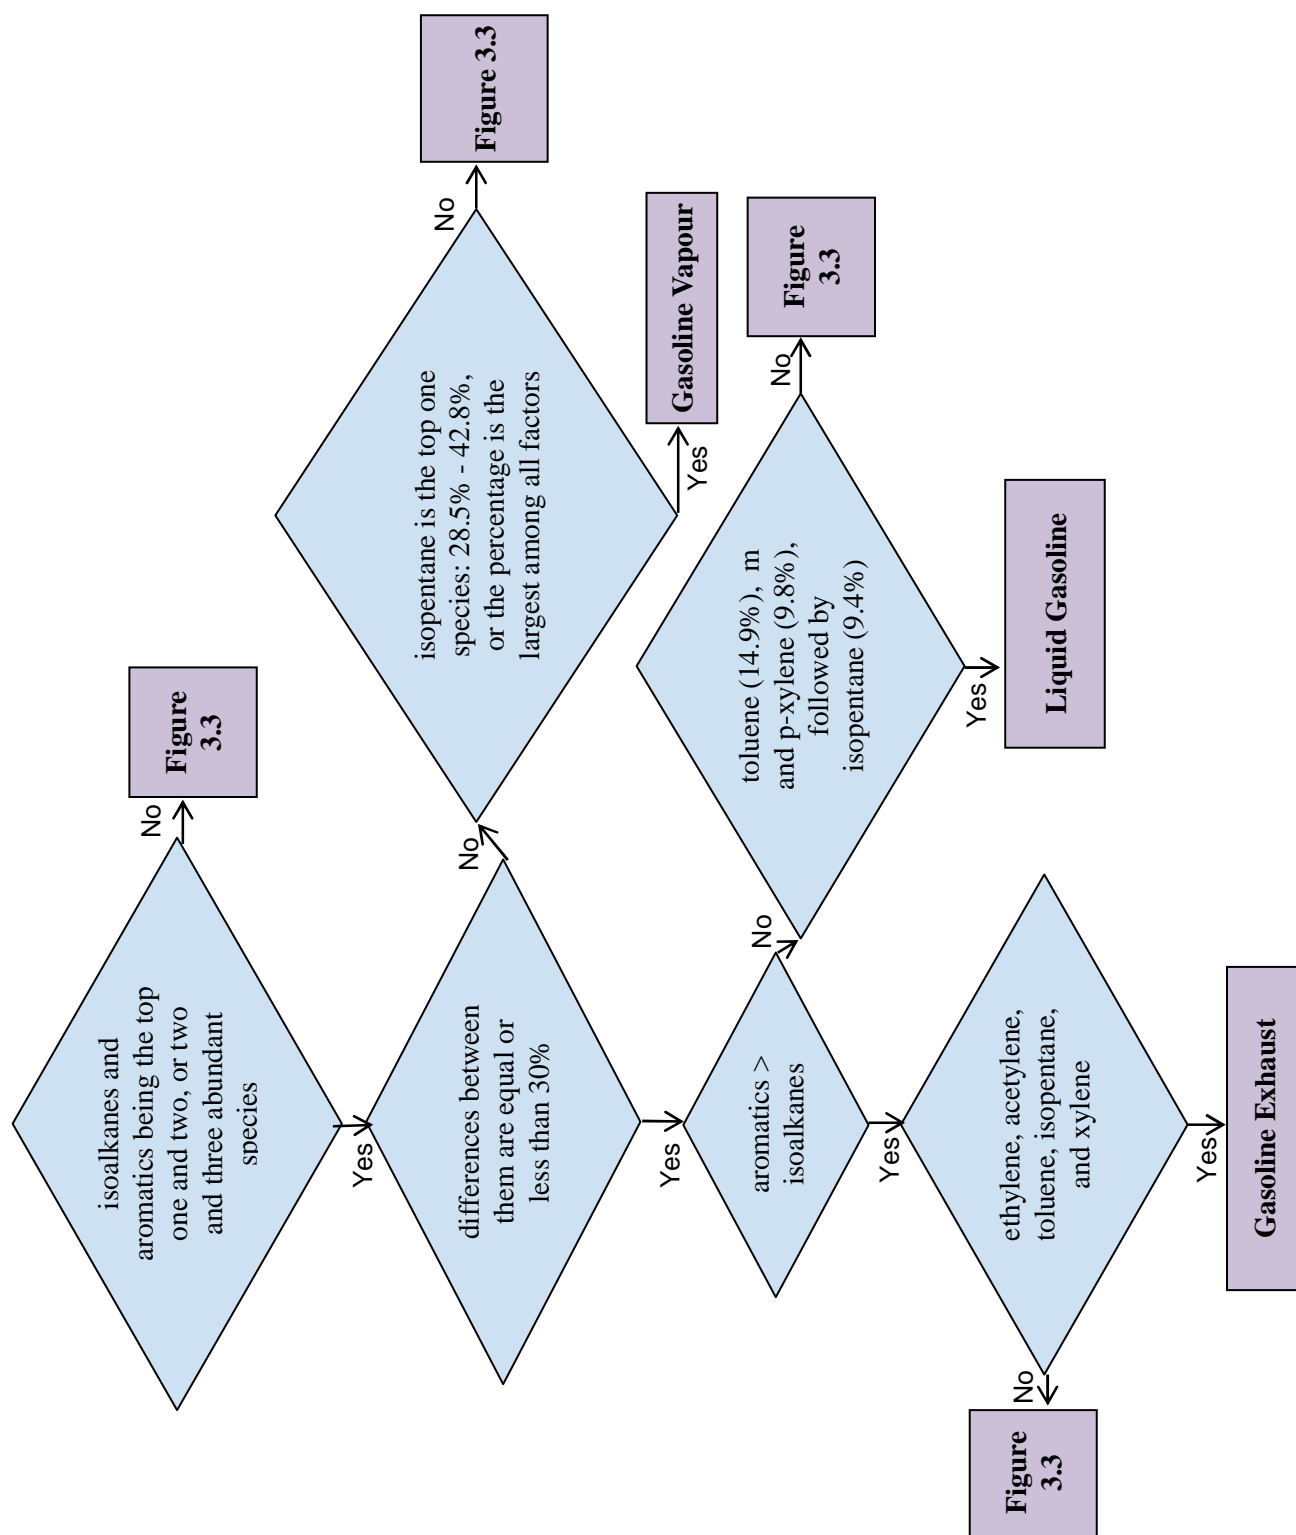 isoalkanes and
aromatics being the top
one and two, or two
and three abundant
species
No
Figure
3.3
Yes
differences between
them are equal or
less than 30%
No
isopentane is the top one
species: 28.5% - 42.8%,
or the percentage is the
largest among all factors
No
Figure 3.3
Yes
Gasoline Vapour
Yes
aromatics >
isoalkanes
No
toluene (14.9%), m
and p-xylene (9.8%),
followed by
isopentane (9.4%)
No
Figure
3.3
Yes
Liquid Gasoline
Yes
ethylene, acetylene,
toluene, isopentane,
and xylene
No
Figure
3.3
Yes
Gasoline Exhaust